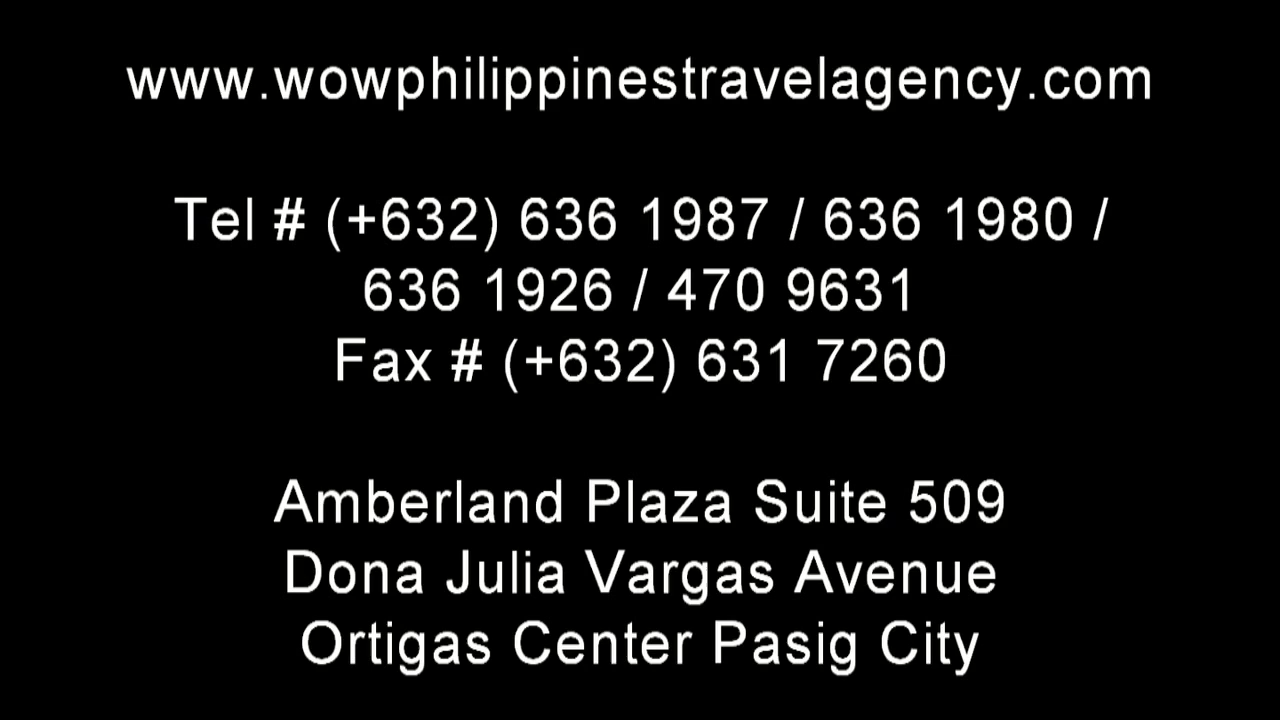 www.wowphilippinestravelagency.com
Tel # (+632) 636 1987 / 636 1980 /
636 1926 / 470 9631
Fax # (+632) 631 7260
Amberland Plaza Suite 509
Dona Julia Vargas Avenue
Ortigas Center Pasig City